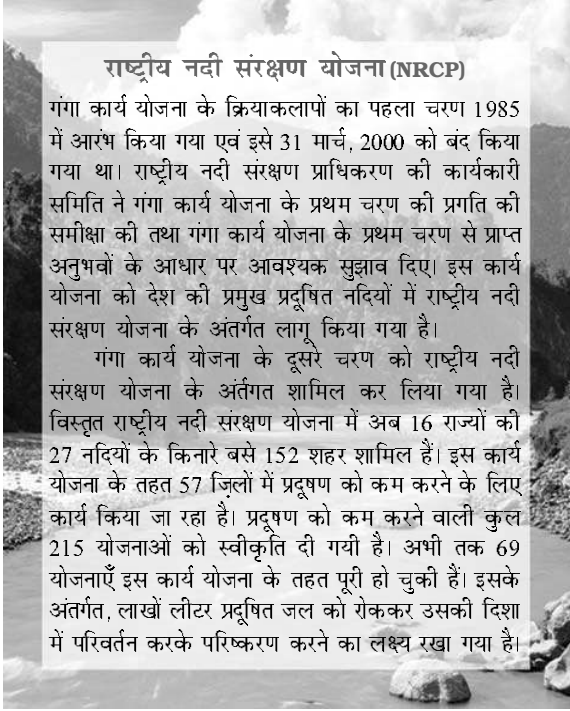 राष्ट्रीय नदी संरक्षण योजना (NRCP)
गंगा कार्य योजना के क्रियाकलापों का पहला चरण 1985
में आरंभ किया गया एवं इसे 31 मार्च, 2000 को बंद किया
गया था। राष्ट्रीय नदी संरक्षण प्राधिकरण की कार्यकारी
समिति ने गंगा कार्य योजना के प्रथम चरण की प्रगति की
समीक्षा की तथा गंगा कार्य योजना के प्रथम चरण से प्राप्त
अनुभवों के आधार पर आवश्यक सुझाव दिए। इस कार्य
योजना को देश की प्रमुख प्रदूषित नदियों में राष्ट्रीय नदी
संरक्षण योजना के अंतर्गत लागू किया गया है।
गंगा कार्य योजना के दूसरे चरण को राष्ट्रीय नदी
संरक्षण योजना के अंर्तगत शामिल कर लिया गया है।
विस्तृत राष्ट्रीय नदी संरक्षण योजना में अब 16 राज्यों की
27 नदियों के किनारे बसे 152 शहर शामिल हैं। इस कार्य
योजना के तहत 57 ज़िलों में प्रदूषण को कम करने के लिए
कार्य किया जा रहा है। प्रदूषण को कम करने वाली कुल
215 योजनाओं को स्वीकृति दी गयी है। अभी तक 69
योजनाएँ इस कार्य योजना के तहत पूरी हो चुकी हैं। इसके
अंतर्गत, लाखों लीटर प्रदूषित जल को रोककर उसकी दिशा
में परिवर्तन करके परिष्करण करने का लक्ष्य रखा गया है।